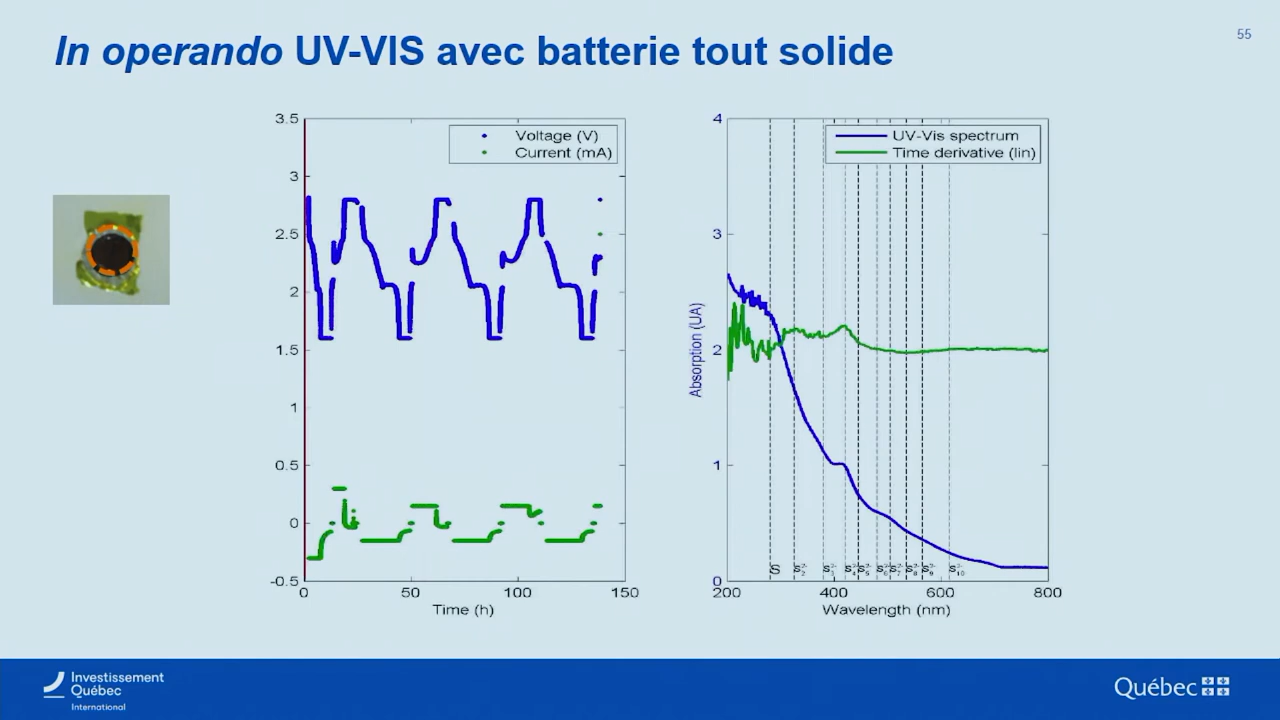 In operando UV-VIS avec batterie tout solide
55
3.5
3
2.5
2
1.5
1
0.5
0
-0.5
Voltage (V)
Current (mA)
0
50
100
150
Time (h)
4
3
2
1
0
Absorption (UA)
UV-Vis spectrum
Time derivative (lin)
S
200
400
600
800
Wavelength (nm)
Investissement
Québec
International
Québec